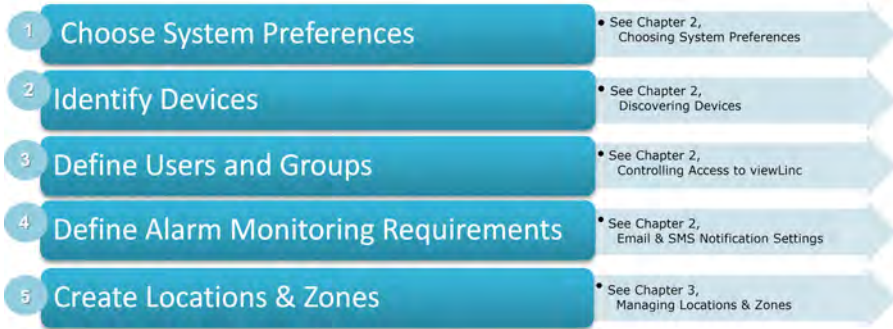 1 Choose System Preferences
• See Chapter 2,
Choosing System Preferences
2 Identify Devices
• See Chapter 2,
Discovering Devices
3 Define Users and Groups
• See Chapter 2,
Controlling Access to viewLinc
4 Define Alarm Monitoring Requirements
• See Chapter 2,
Email & SMS Notification Settings
5 Create Locations & Zones
• See Chapter 3,
Managing Locations & Zones